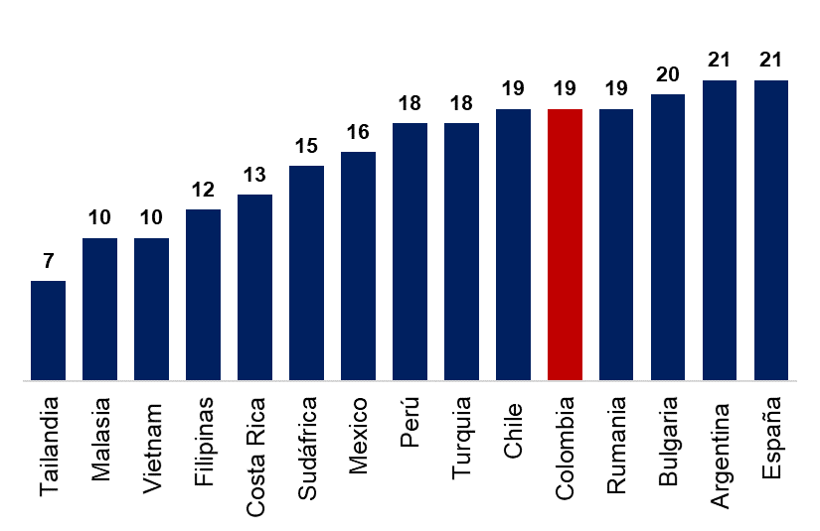 7
10
10
12
13
15
16
18
18
19
19
19
20
21
21
Tailandia
Malasia
Vietnam
Filipinas
Costa Rica
Sudáfrica
Mexico
Perú
Turquia
Chile
Colombia
Rumania
Bulgaria
Argentina
España